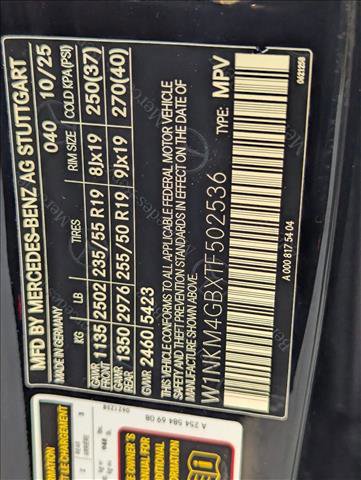 MFD BY MERCEDES-BENZ AG STUTTGART
MADE IN GERMANY 040 10/25
KG LB TIRES RIM SIZE COLD KPA (PSI)
GAWR FRONT 1135 2502 235/55 R19 8Jx19 250(37)
GAWR REAR 1350 2976 255/50 R19 9Jx19 270(40)
GVWR 2460 5423
THIS VEHICLE CONFORMS TO ALL APPLICABLE FEDERAL MOTOR VEHICLE
SAFETY AND THEFT PREVENTION STANDARDS IN EFFECT ON THE DATE OF
MANUFACTURE SHOWN ABOVE.
TYPE: MPV
W1NKM4GBXTF502536
A 000 817 54 04
0421258
A 254 584 69 08
0421258